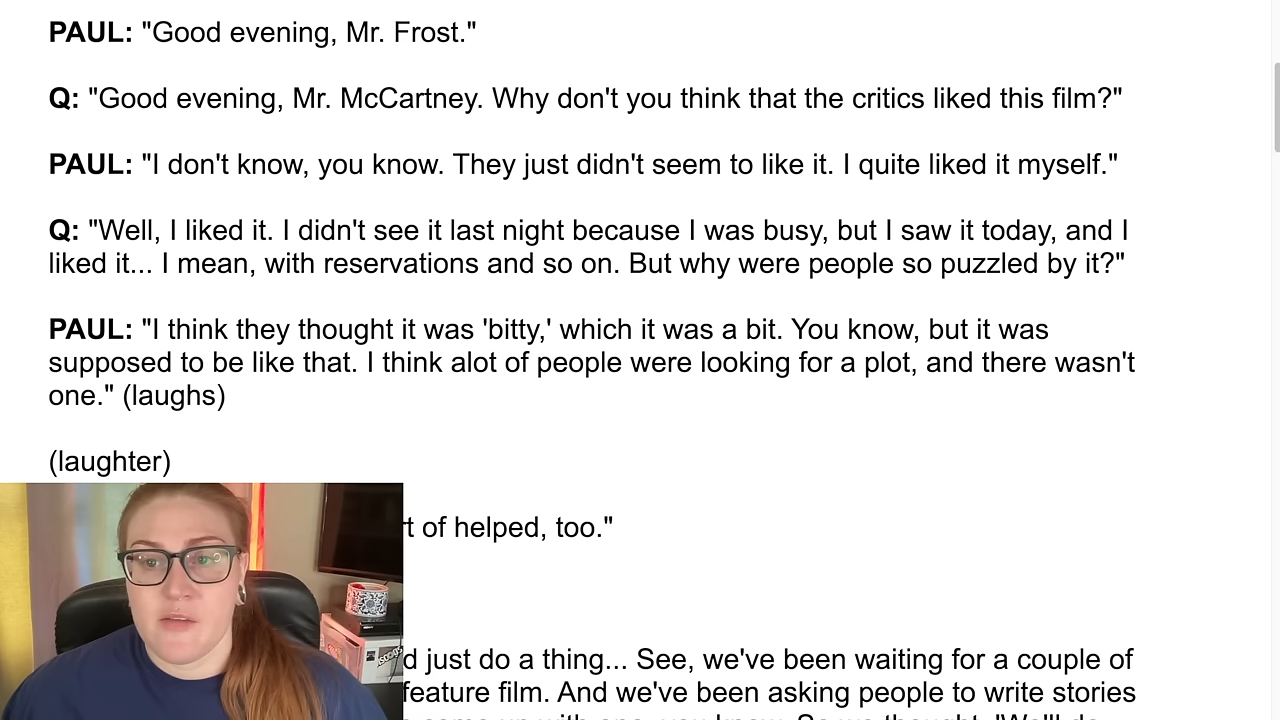 PAUL: "Good evening, Mr. Frost."
Q: "Good evening, Mr. McCartney. Why don't you think that the critics liked this film?"
PAUL: "I don't know, you know. They just didn't seem to like it. I quite liked it myself."
Q: "Well, I liked it. I didn't see it last night because I was busy, but I saw it today, and I
liked it... I mean, with reservations and so on. But why were people so puzzled by it?"
PAUL: "I think they thought it was 'bitty,' which it was a bit. You know, but it was
supposed to be like that. I think alot of people were looking for a plot, and there wasn't
one." (laughs)
(laughter)
of helped, too."
just do a thing... See, we've been waiting for a couple of
feature film. And we've been asking people to write stories